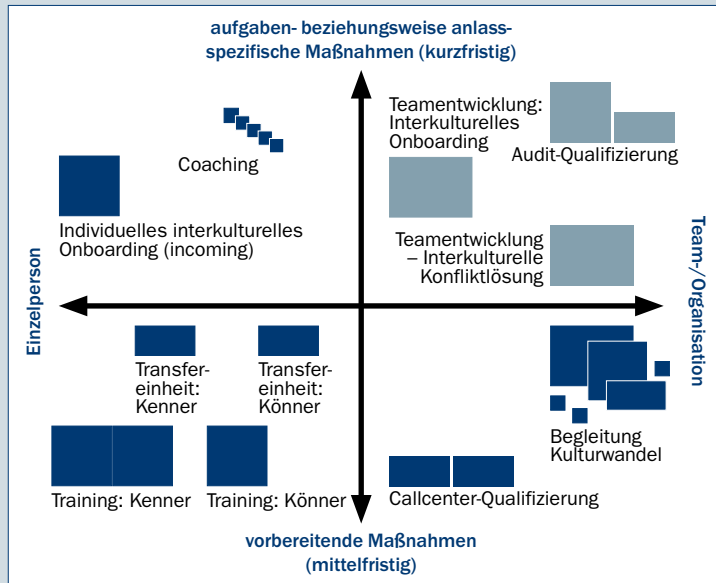 aufgaben- beziehungsweise anlass-
spezifische Maßnahmen (kurzfristig)
Teamentwicklung:
Interkulturelles
Onboarding
Audit-Qualifizierung
Coaching
Individuelles interkulturelles
Onboarding (incoming)
Teamentwicklung
– Interkulturelle
Konfliktlösung
Einzelperson
Team-/Organisation
Transfer-
einheit:
Kenner
Transfer-
einheit:
Könner
Begleitung
Kulturwandel
Training: Kenner
Training: Könner
Callcenter-Qualifizierung
vorbereitende Maßnahmen
(mittelfristig)